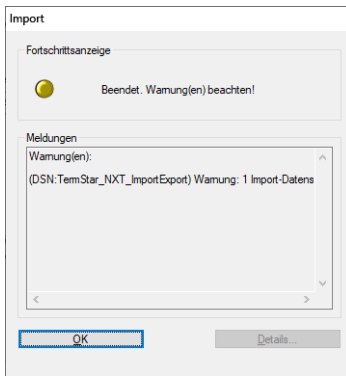 Import
Fortschrittsanzeige
Beendet. Warnung(en) beachten!
Meldungen
Warnung(en):
(DSN:TermStar_NXT_ImportExport) Warnung: 1 Import-Datens
OK
Details...